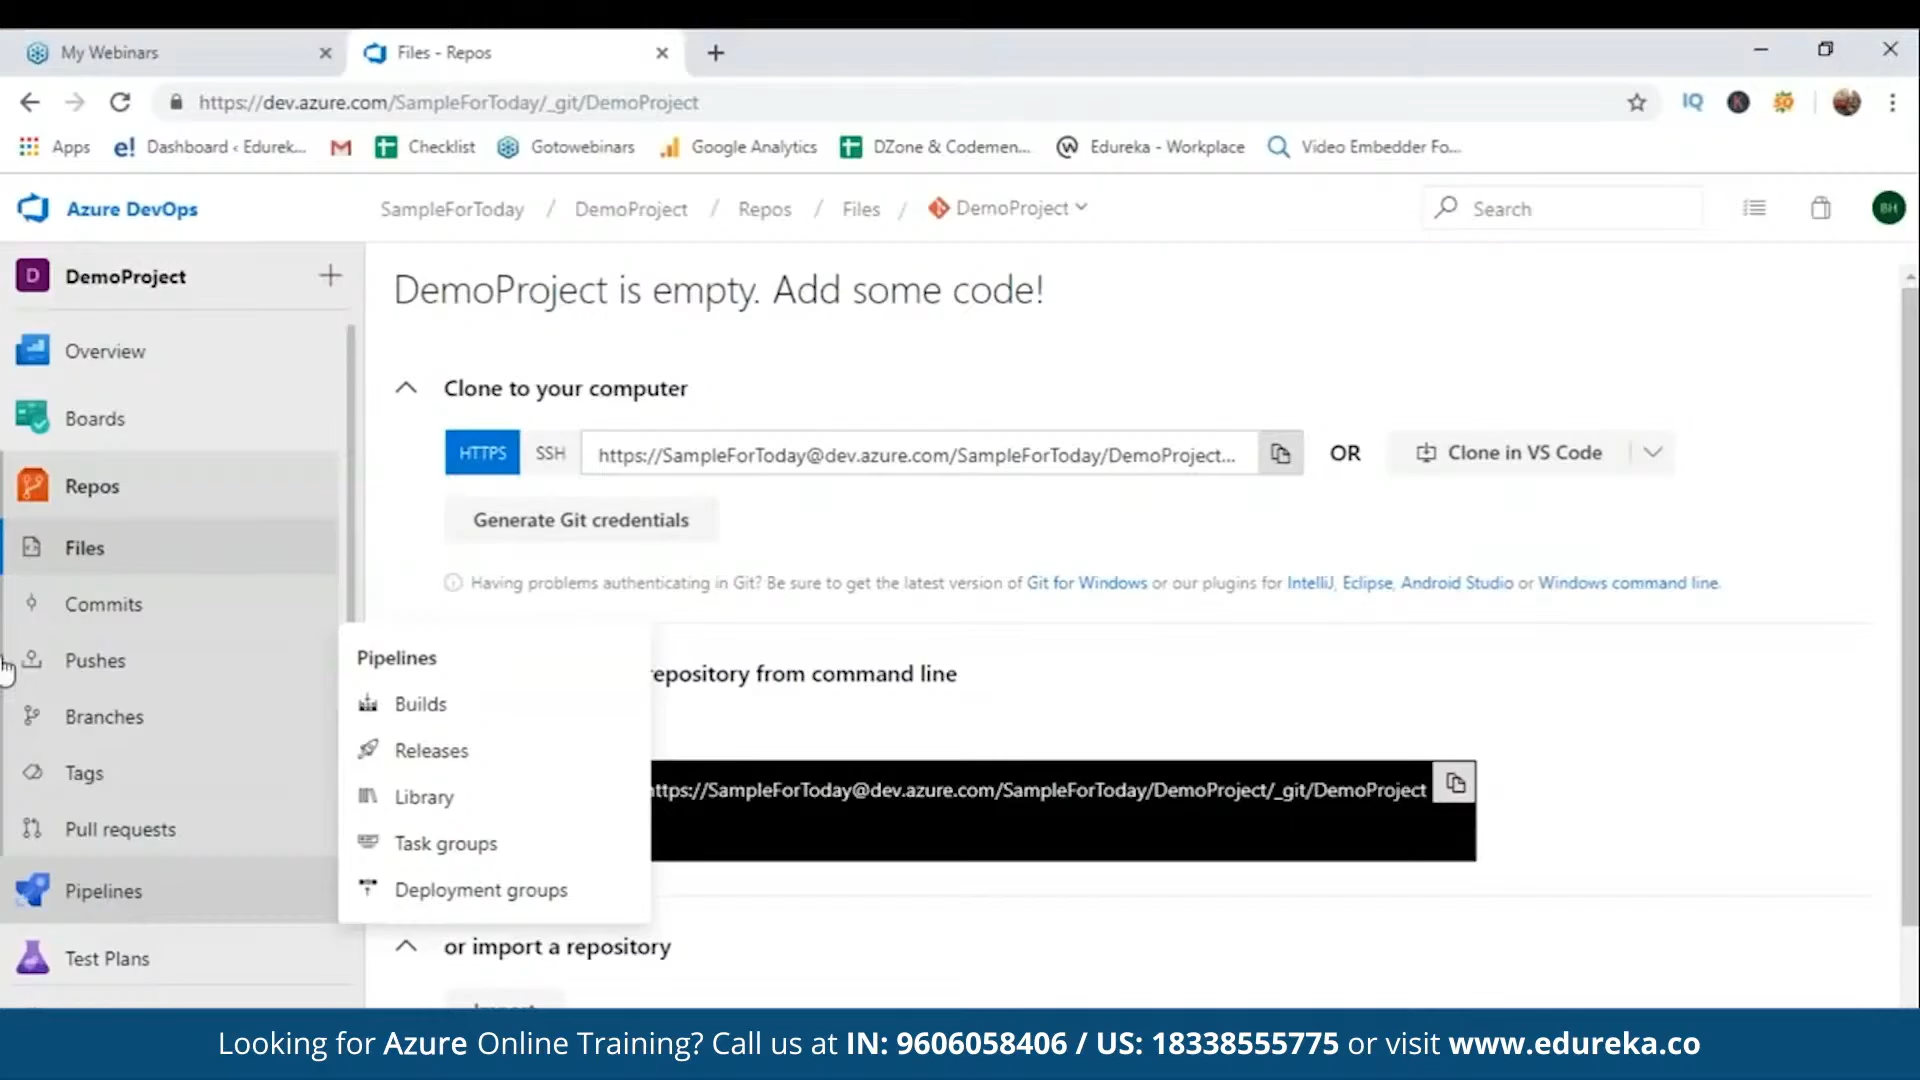 My Webinars
Files - Repos
https://dev.azure.com/SampleForToday/_git/DemoProject
IQ
K
Apps
e! Dashboard ‹ Edurek...
Checklist
Gotowebinars
Google Analytics
DZone & Codemen...
Edureka - Workplace
Video Embedder Fo...
Azure DevOps
SampleForToday / DemoProject / Repos / Files / DemoProject
Search
BH
D DemoProject
DemoProject is empty. Add some code!
Overview
Boards
Repos
Files
Commits
Pushes
Branches
Tags
Pull requests
Pipelines
Test Plans
Clone to your computer
HTTPS SSH https://SampleForToday@dev.azure.com/SampleForToday/DemoProject... OR Clone in VS Code
Generate Git credentials
Having problems authenticating in Git? Be sure to get the latest version of Git for Windows or our plugins for IntelliJ, Eclipse, Android Studio or Windows command line.
Pipelines
Builds
Releases
Library
Task groups
Deployment groups
repository from command line
https://SampleForToday@dev.azure.com/SampleForToday/DemoProject/_git/DemoProject
or import a repository
Looking for Azure Online Training? Call us at IN: 9606058406 / US: 18338555775 or visit www.edureka.co